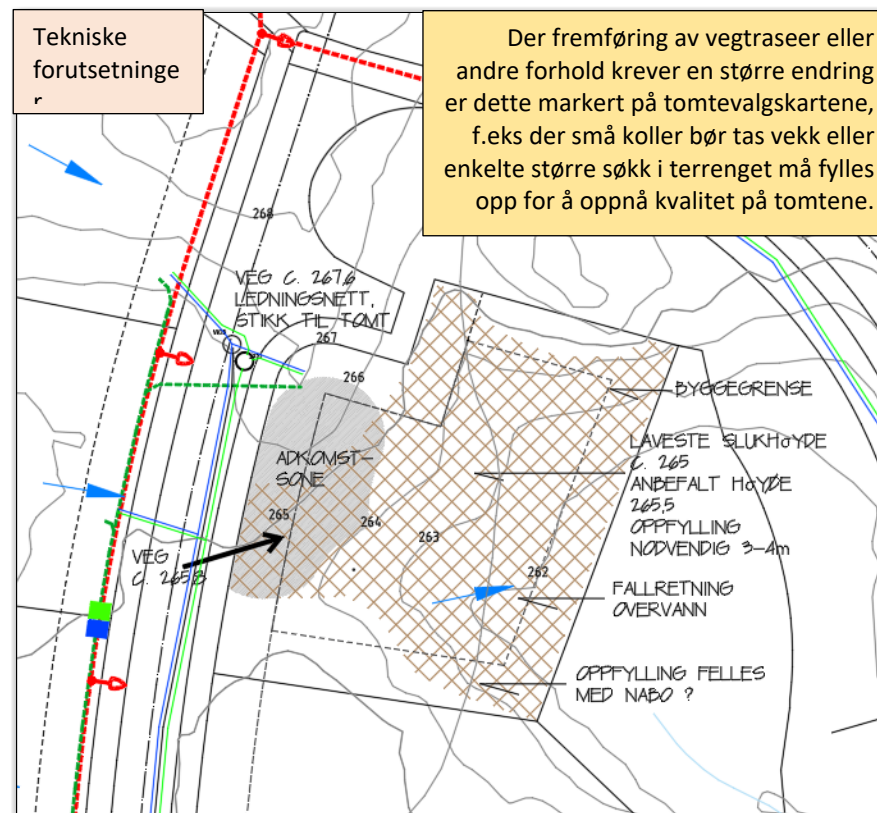 Tekniske
forutsetninge
r
Der fremføring av vegtraseer eller
andre forhold krever en større endring
er dette markert på tomtevalgskartene,
f.eks der små koller bør tas vekk eller
enkelte større søkk i terrenget må fylles
opp for å oppnå kvalitet på tomtene.
268
VEG C. 267,6
LEDNINGSNETT,
STIKK TIL TOMT
267
266
BYGGEGRENSE
ADKOMST-
SONE
LAVESTE SLUKHØYDE
C. 265
ANBEFALT HØYDE
265,5
OPPFYLLING
NØDVENDIG 3-4m
265
264
263
262
VEG
C. 265,8
FALLRETNING
OVERVANN
OPPFYLLING FELLES
MED NABO ?